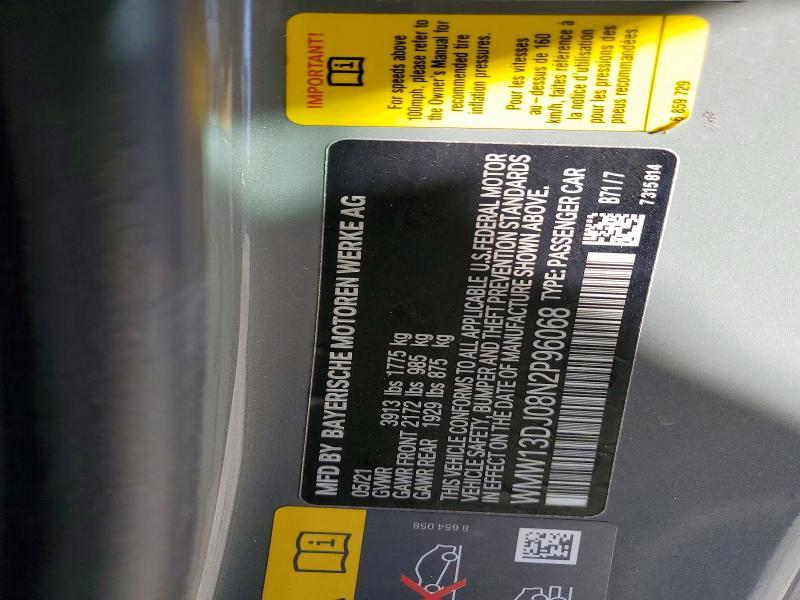 IMPORTANT!
For speeds above
100mph, please refer to
the Owner's Manual for
recommended tire
inflation pressures.
Pour les vitesses
au-dessus de 160
km/h, faites référence à
la notice d'utilisation
pour les pressions des
pneus recommandées.
859 729
MFD BY BAYERISCHE MOTOREN WERKE AG
05/21
GVWR 3913 lbs 1775 kg
GAWR FRONT 2172 lbs 985 kg
GAWR REAR 1929 lbs 875 kg
THIS VEHICLE CONFORMS TO ALL APPLICABLE U.S. FEDERAL MOTOR
VEHICLE SAFETY, BUMPER AND THEFT PREVENTION STANDARDS
IN EFFECT ON THE DATE OF MANUFACTURE SHOWN ABOVE.
WMW13DJ08N2P96068 TYPE: PASSENGER CAR
B71 / 7
7 315 814
8 654 058